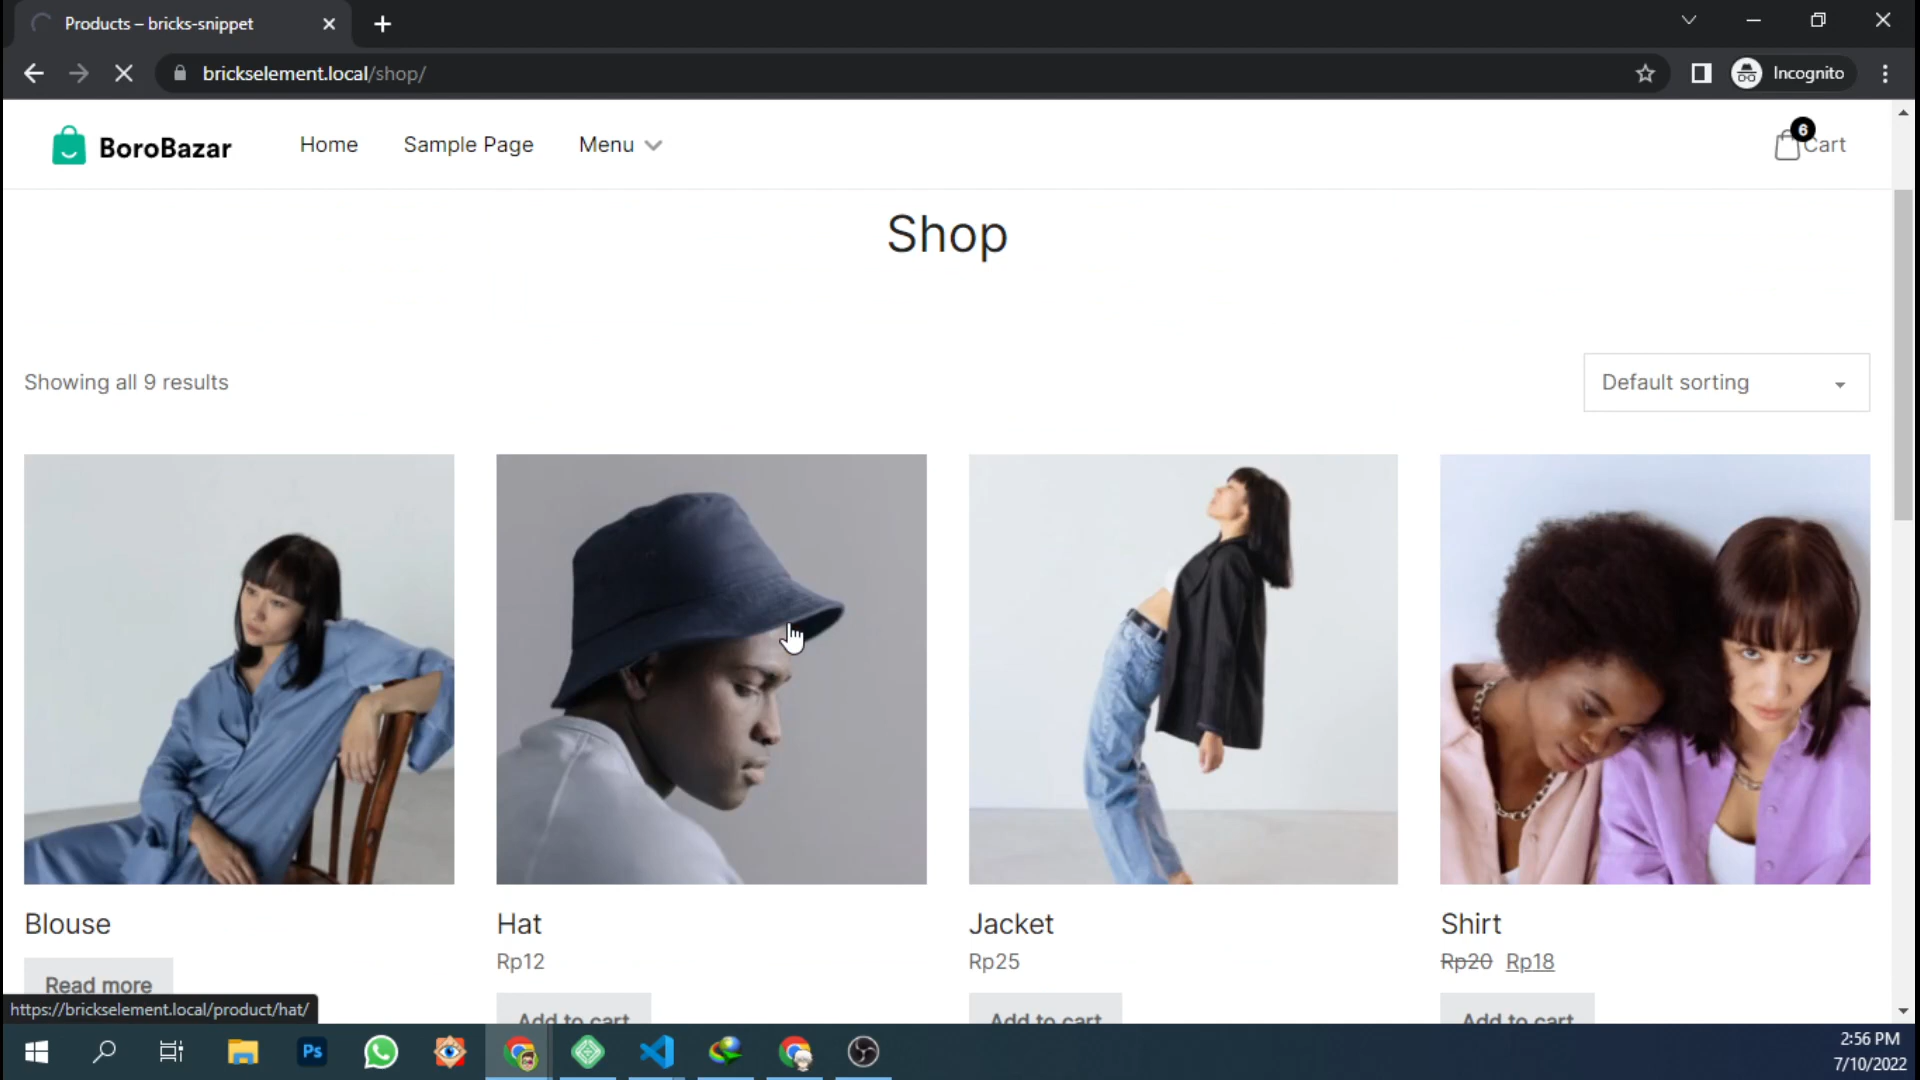 Products – bricks-snippet
brickselement.local/shop/
Incognito
BoroBazar
Home
Sample Page
Menu
6
Cart
Shop
Showing all 9 results
Default sorting
Blouse
Hat
Jacket
Shirt
Rp12
Rp25
Rp20 Rp18
Read more
Add to cart
Add to cart
Add to cart
https://brickselement.local/product/hat/
Ps
2:56 PM
7/10/2022